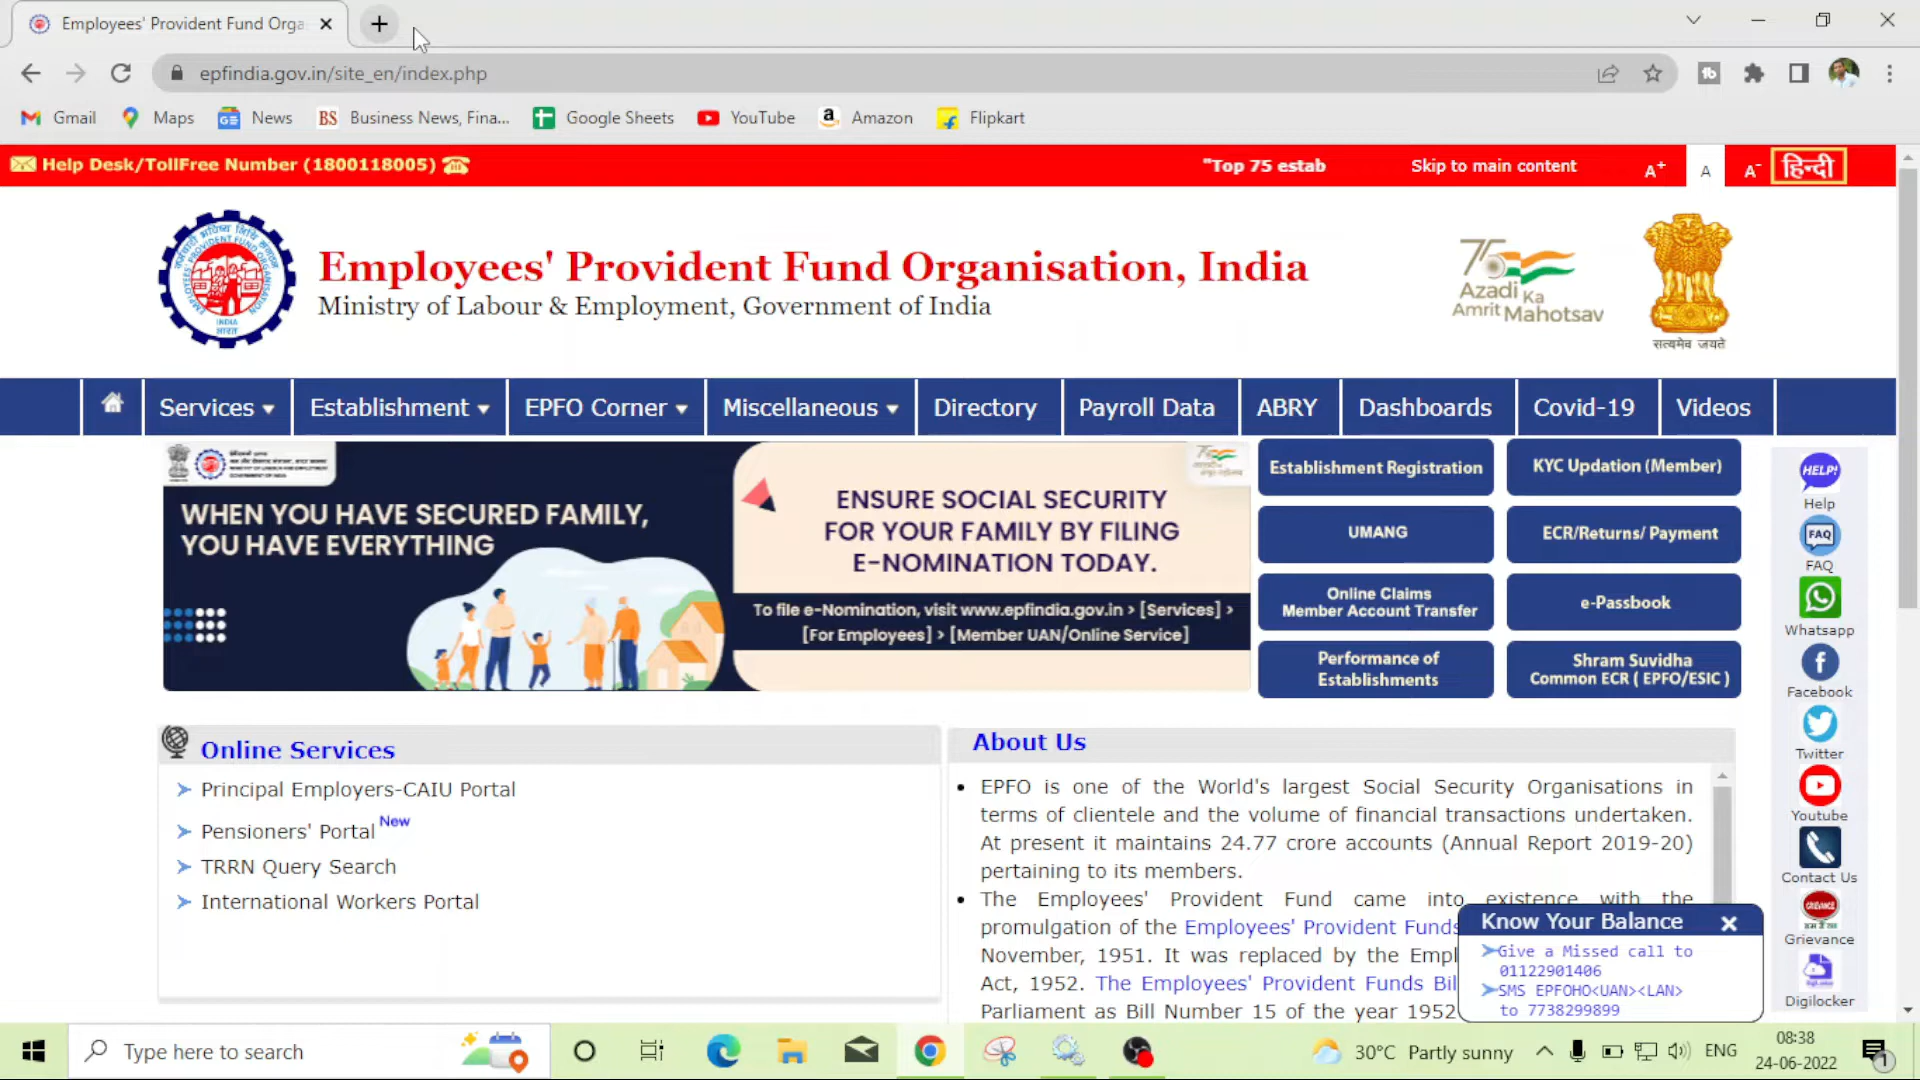 Employees' Provident Fund Orga
epfindia.gov.in/site_en/index.php
Gmail
Maps
News
BS Business News, Fina...
Google Sheets
YouTube
Amazon
Flipkart
Help Desk/TollFree Number (1800118005)
"Top 75 estab
Skip to main content
A+
A
A-
हिन्दी
Employees' Provident Fund Organisation, India
Ministry of Labour & Employment, Government of India
75
Azadi Ka
Amrit Mahotsav
सत्यमेव जयते
INDIA
भारत
Services
Establishment
EPFO Corner
Miscellaneous
Directory
Payroll Data
ABRY
Dashboards
Covid-19
Videos
WHEN YOU HAVE SECURED FAMILY,
YOU HAVE EVERYTHING
ENSURE SOCIAL SECURITY
FOR YOUR FAMILY BY FILING
E-NOMINATION TODAY.
To file e-Nomination, visit www.epfindia.gov.in > [Services] >
[For Employees] > [Member UAN/Online Service]
Establishment Registration
KYC Updation (Member)
UMANG
ECR/Returns/ Payment
Online Claims
Member Account Transfer
e-Passbook
Performance of
Establishments
Shram Suvidha
Common ECR ( EPFO/ESIC )
HELP!
Help
FAQ
FAQ
Whatsapp
Facebook
Twitter
Youtube
Contact Us
GRIEVANCE
Grievance
Digilocker
Online Services
Principal Employers-CAIU Portal
Pensioners' Portal New
TRRN Query Search
International Workers Portal
About Us
EPFO is one of the World's largest Social Security Organisations in
terms of clientele and the volume of financial transactions undertaken.
At present it maintains 24.77 crore accounts (Annual Report 2019-20)
pertaining to its members.
The Employees' Provident Fund came into existence with the
promulgation of the Employees' Provident Funds
November, 1951. It was replaced by the Empl
Act, 1952. The Employees' Provident Funds Bil
Parliament as Bill Number 15 of the year 1952
Know Your Balance
Give a Missed call to
01122901406
SMS EPFOHO<UAN><LAN>
to 7738299899
Type here to search
30°C Partly sunny
ENG
08:38
24-06-2022
1